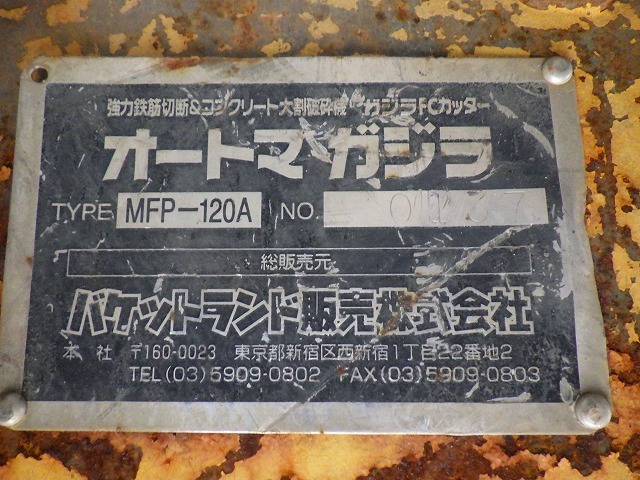 強力鉄筋切断&コンクリート大割破砕機 ガジラFCカッター
オートマ ガジラ
TYPE. MFP-120A NO.
総販売元
バケットランド販売株式会社
本社 〒160-0023 東京都新宿区西新宿1丁目22番地2
TEL(03)5909-0802 FAX(03)5909-0803